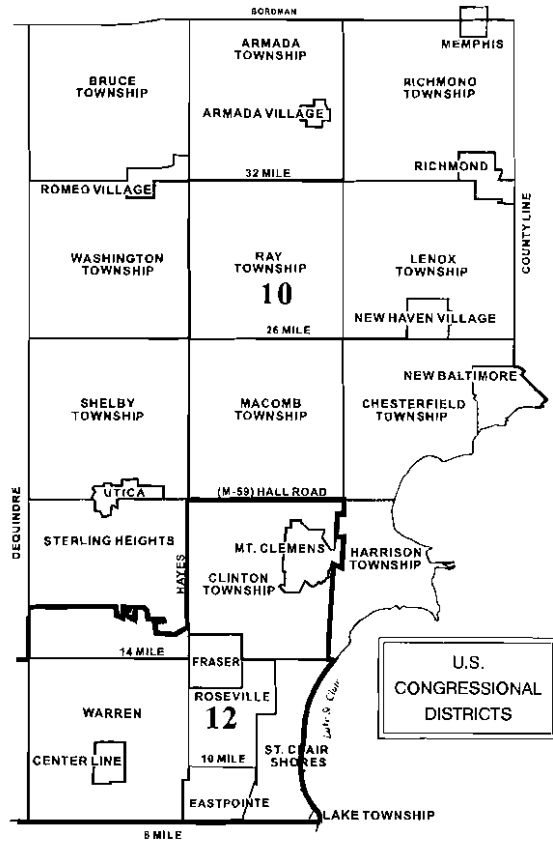 BORDMAN
ARMADA
TOWNSHIP
MEMPHIS
BRUCE
TOWNSHIP
RICHMOND
TOWNSHIP
ARMADA VILLAGE
32 MILE
RICHMOND
ROMEO VILLAGE
WASHINGTON
TOWNSHIP
RAY
TOWNSHIP
LENOX
TOWNSHIP
COUNTY LINE
10
NEW HAVEN VILLAGE
26 MILE
NEW BALTIMORE
SHELBY
TOWNSHIP
MACOMB
TOWNSHIP
CHESTERFIELD
TOWNSHIP
UTICA
(M-59) HALL ROAD
DEQUINDRE
STERLING HEIGHTS
HAYES
MT. CLEMENS
CLINTON
TOWNSHIP
HARRISON
TOWNSHIP
14 MILE
FRASER
U.S.
CONGRESSIONAL
DISTRICTS
Lake St. Clair
ROSEVILLE
WARREN
12
CENTER LINE
10 MILE
ST. CLAIR
SHORES
EASTPOINTE
LAKE TOWNSHIP
8 MILE